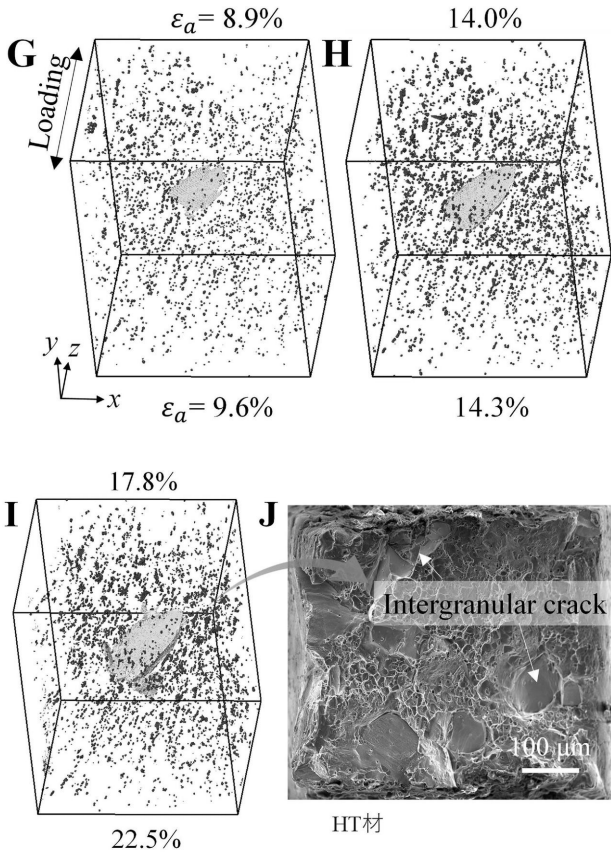 G
εₐ = 8.9%
H
14.0%
Loading
y
z
x
εₐ= 9.6%
14.3%
I
17.8%
J
Intergranular crack
100 μm
22.5%
HT材